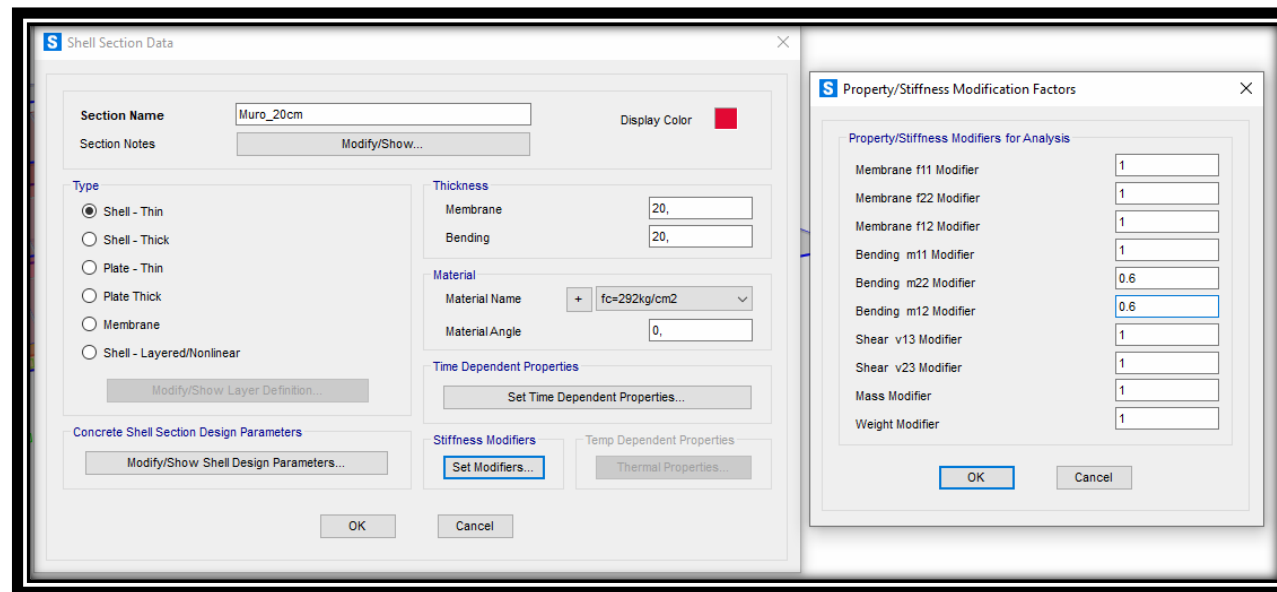 S Shell Section Data
Section Name Muro_20cm Display Color
Section Notes Modify/Show...
Type
Shell - Thin
Shell - Thick
Plate - Thin
Plate Thick
Membrane
Shell - Layered/Nonlinear
Modify/Show Layer Definition...
Concrete Shell Section Design Parameters
Modify/Show Shell Design Parameters...
Thickness
Membrane 20,
Bending 20,
Material
Material Name + fc=292kg/cm2
Material Angle 0,
Time Dependent Properties
Set Time Dependent Properties...
Stiffness Modifiers
Set Modifiers...
Temp Dependent Properties
Thermal Properties...
OK Cancel
S Property/Stiffness Modification Factors
Property/Stiffness Modifiers for Analysis
Membrane f11 Modifier 1
Membrane f22 Modifier 1
Membrane f12 Modifier 1
Bending m11 Modifier 1
Bending m22 Modifier 0.6
Bending m12 Modifier 0.6
Shear v13 Modifier 1
Shear v23 Modifier 1
Mass Modifier 1
Weight Modifier 1
OK Cancel